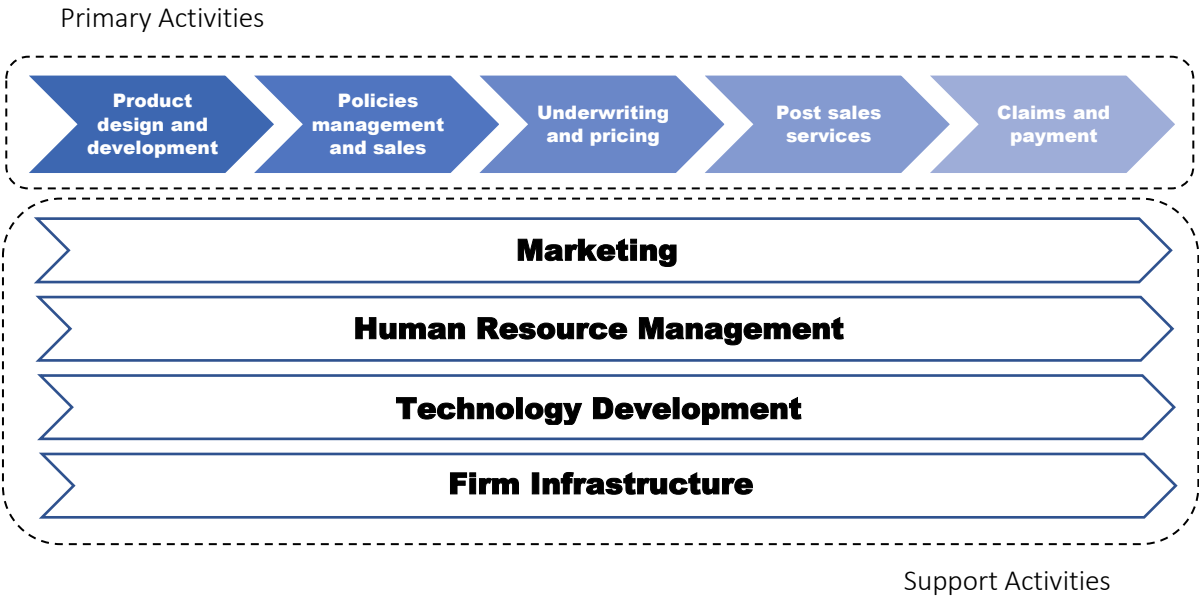 Primary Activities
Product
design and
development
Policies
management
and sales
Underwriting
and pricing
Post sales
services
Claims and
payment
Marketing
Human Resource Management
Technology Development
Firm Infrastructure
Support Activities